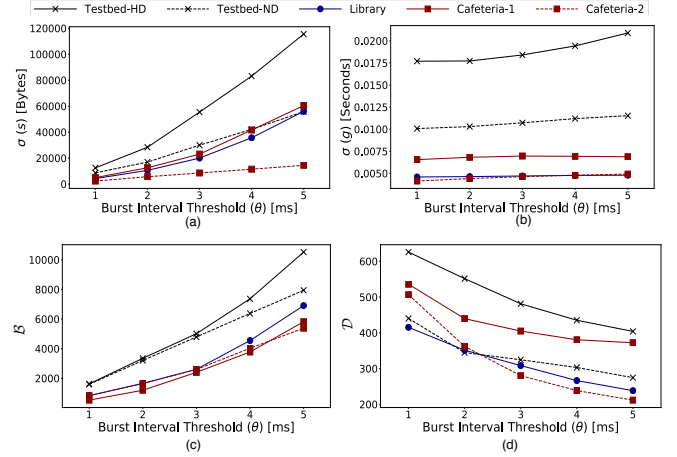 Testbed-HD Testbed-ND Library Cafeteria-1 Cafeteria-2
120000
100000
80000
60000
40000
20000
0
σ (s) [Bytes]
1 2 3 4 5
Burst Interval Threshold (θ) [ms]
(a)
0.0200
0.0175
0.0150
0.0125
0.0100
0.0075
0.0050
σ (g) [Seconds]
1 2 3 4 5
Burst Interval Threshold (θ) [ms]
(b)
10000
8000
6000
4000
2000
ℬ
1 2 3 4 5
Burst Interval Threshold (θ) [ms]
(c)
600
500
400
300
200
𝒟
1 2 3 4 5
Burst Interval Threshold (θ) [ms]
(d)